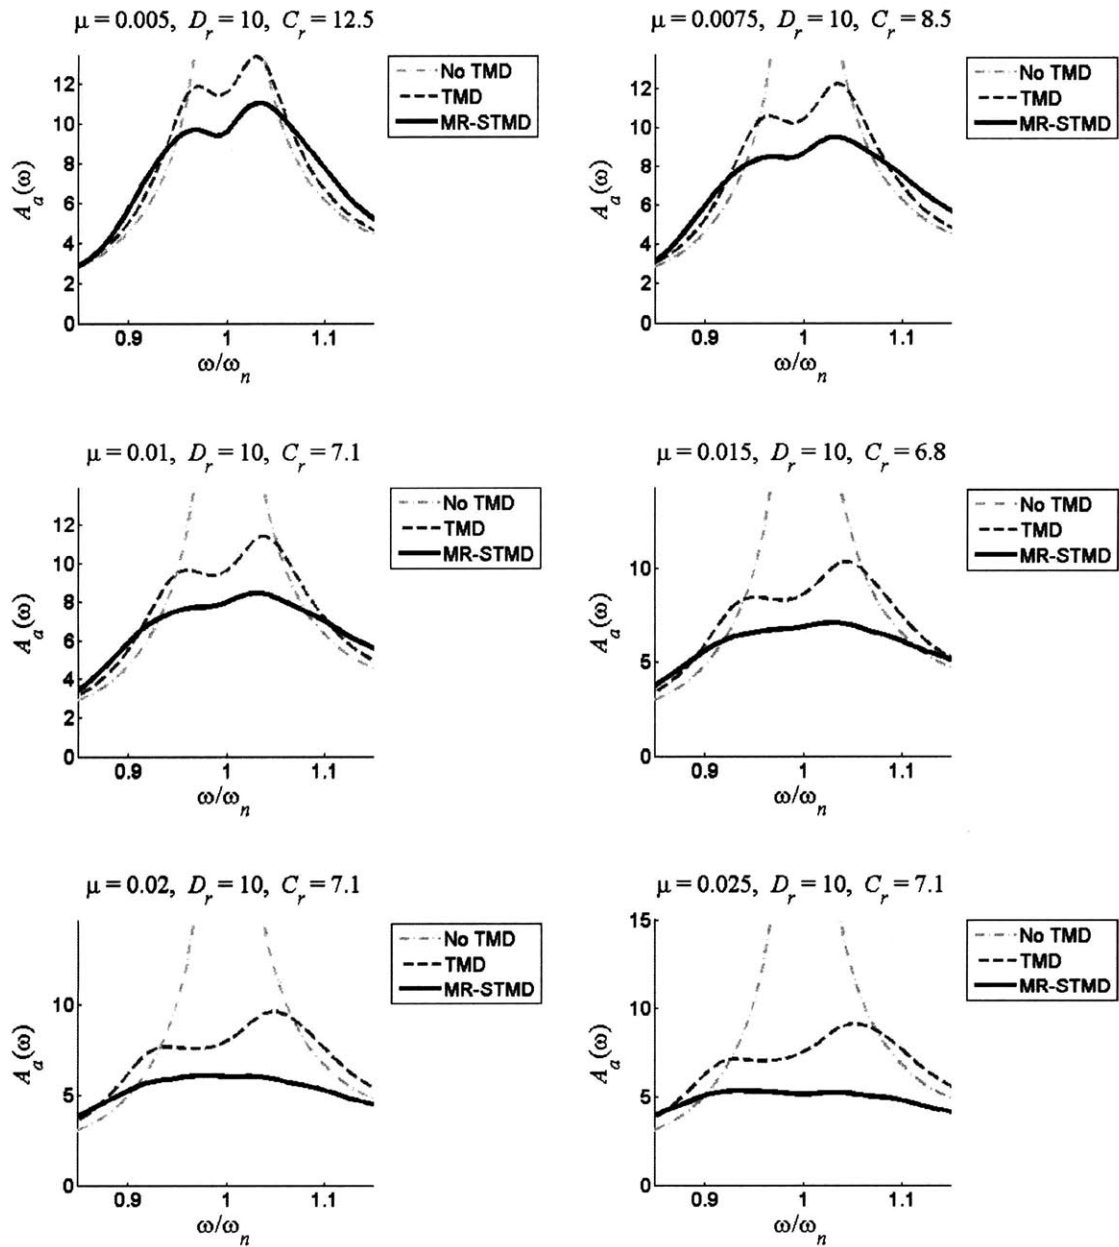 μ = 0.005, D_r = 10, C_r = 12.5
No TMD
TMD
MR-STMD
A_a(ω)
12
10
8
6
4
2
0
0.9 1 1.1
ω/ω_n
μ = 0.0075, D_r = 10, C_r = 8.5
No TMD
TMD
MR-STMD
A_a(ω)
12
10
8
6
4
2
0
0.9 1 1.1
ω/ω_n
μ = 0.01, D_r = 10, C_r = 7.1
No TMD
TMD
MR-STMD
A_a(ω)
12
10
8
6
4
2
0
0.9 1 1.1
ω/ω_n
μ = 0.015, D_r = 10, C_r = 6.8
No TMD
TMD
MR-STMD
A_a(ω)
10
5
0
0.9 1 1.1
ω/ω_n
μ = 0.02, D_r = 10, C_r = 7.1
No TMD
TMD
MR-STMD
A_a(ω)
10
5
0
0.9 1 1.1
ω/ω_n
μ = 0.025, D_r = 10, C_r = 7.1
No TMD
TMD
MR-STMD
A_a(ω)
15
10
5
0
0.9 1 1.1
ω/ω_n